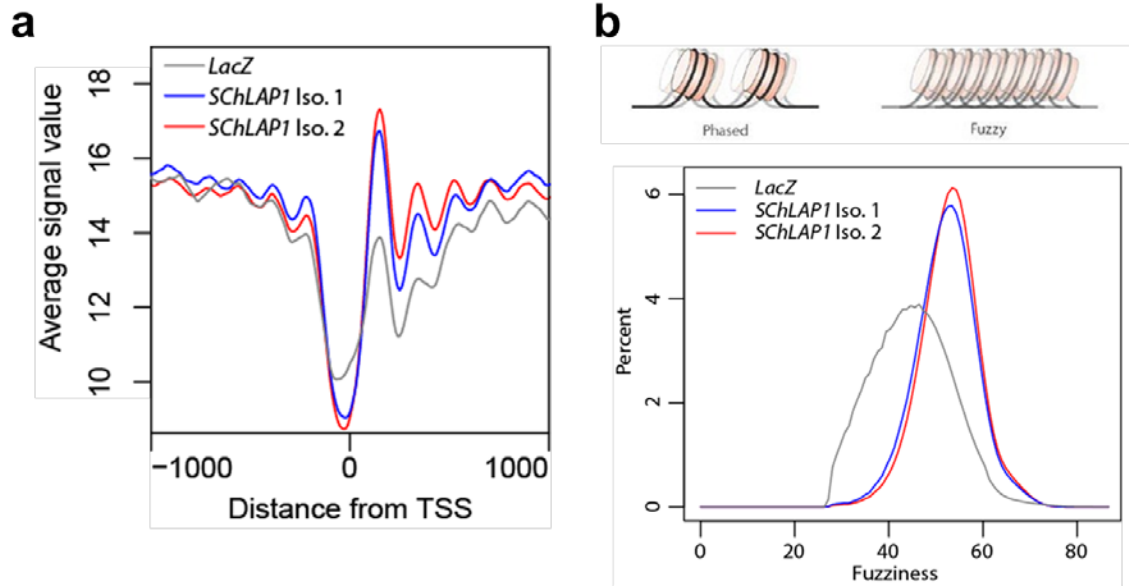 a
Average signal value
18
16
14
12
10
LacZ
SChLAP1 Iso. 1
SChLAP1 Iso. 2
−1000
0
1000
Distance from TSS
b
Phased
Fuzzy
Percent
6
4
2
0
LacZ
SChLAP1 Iso. 1
SChLAP1 Iso. 2
0
20
40
60
80
Fuzziness